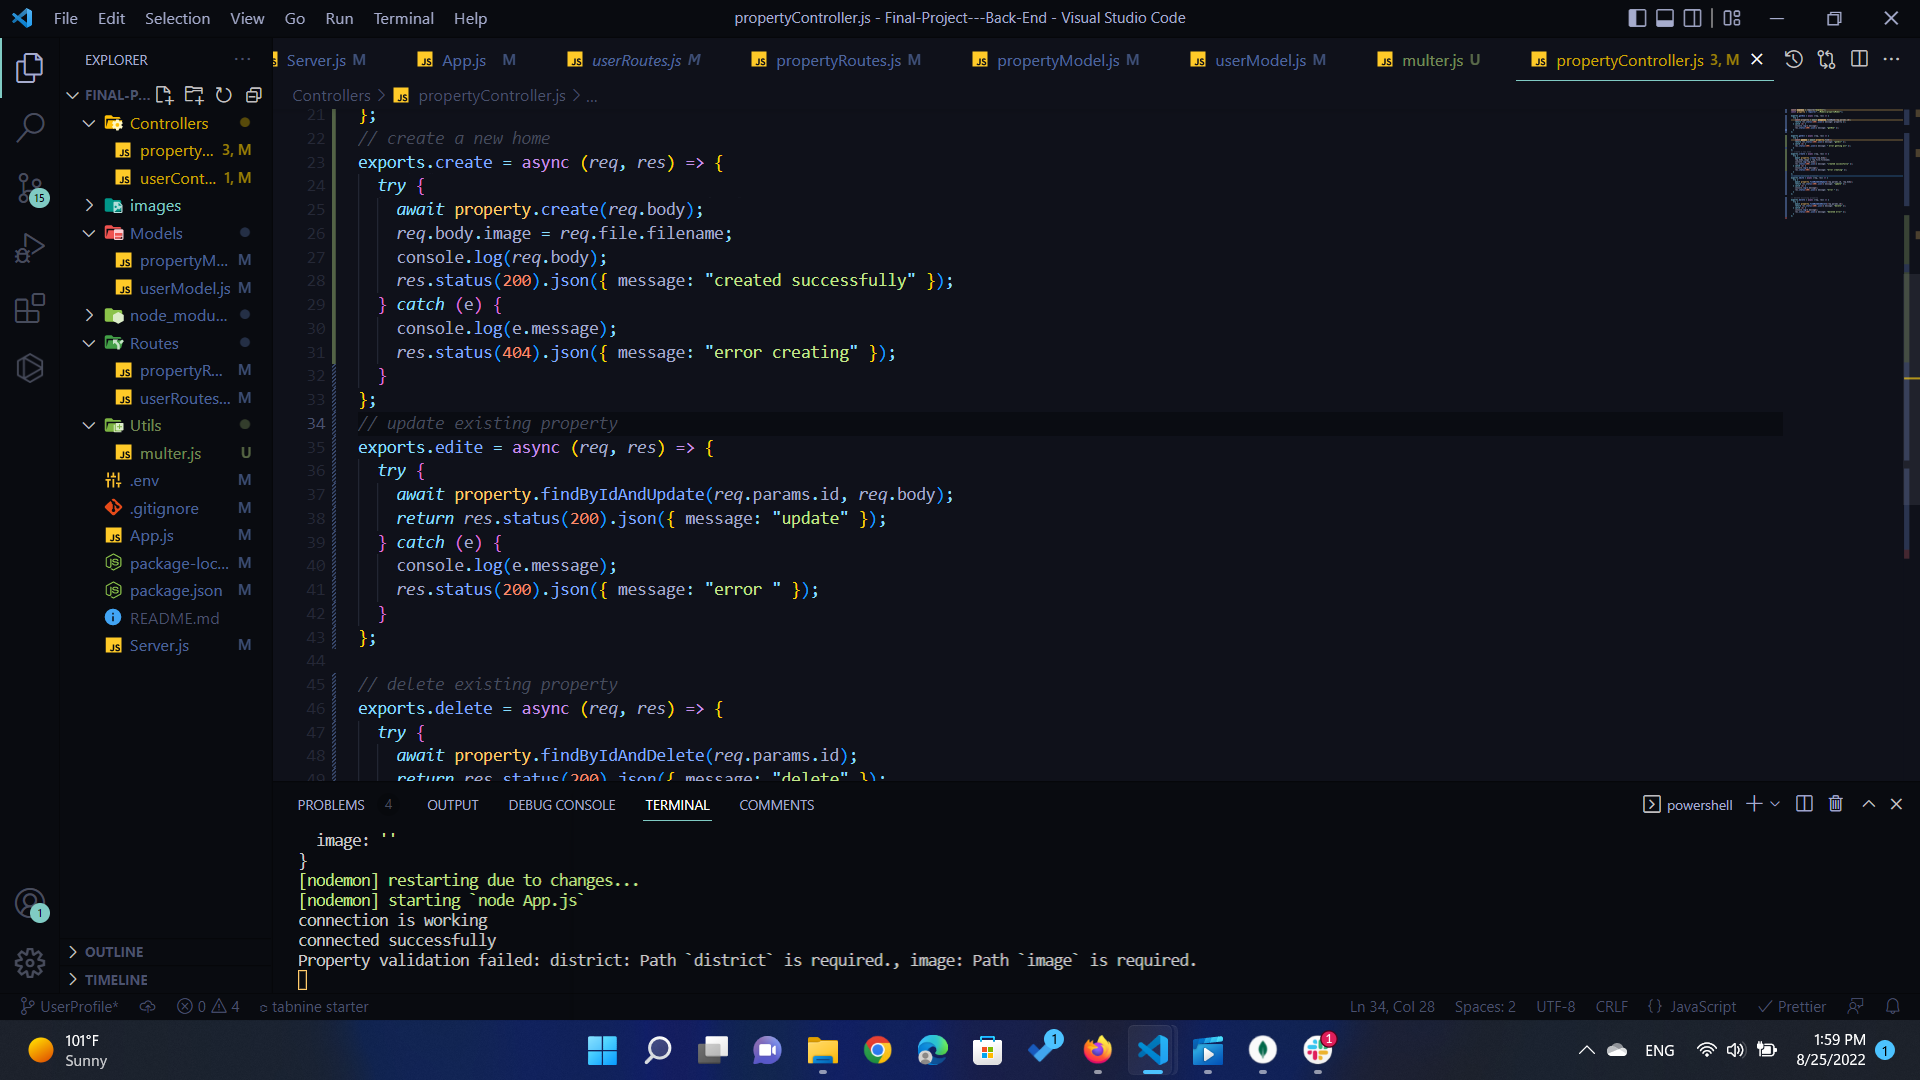 File Edit Selection View Go Run Terminal Help
propertyController.js - Final-Project---Back-End - Visual Studio Code
EXPLORER
Server.js M
App.js M
userRoutes.js M
propertyRoutes.js M
propertyModel.js M
userModel.js M
multer.js U
propertyController.js 3, M
FINAL-P...
Controllers
property... 3, M
userCont... 1, M
images
Models
propertyM... M
userModel.js M
node_modu...
Routes
propertyR... M
userRoutes... M
Utils
multer.js U
.env M
.gitignore M
App.js M
package-loc... M
package.json M
README.md
Server.js M
OUTLINE
TIMELINE
15
1
Controllers > propertyController.js > ...
21 };
22 // create a new home
23 exports.create = async (req, res) => {
24 try {
25 await property.create(req.body);
26 req.body.image = req.file.filename;
27 console.log(req.body);
28 res.status(200).json({ message: "created successfully" });
29 } catch (e) {
30 console.log(e.message);
31 res.status(404).json({ message: "error creating" });
32 }
33 };
34 // update existing property
35 exports.edite = async (req, res) => {
36 try {
37 await property.findByIdAndUpdate(req.params.id, req.body);
38 return res.status(200).json({ message: "update" });
39 } catch (e) {
40 console.log(e.message);
41 res.status(200).json({ message: "error " });
42 }
43 };
44
45 // delete existing property
46 exports.delete = async (req, res) => {
47 try {
48 await property.findByIdAndDelete(req.params.id);
49 return res.status(200).json({ message: "delete" });
PROBLEMS 4 OUTPUT DEBUG CONSOLE TERMINAL COMMENTS
powershell
image: ''
}
[nodemon] restarting due to changes...
[nodemon] starting `node App.js`
connection is working
connected successfully
Property validation failed: district: Path `district` is required., image: Path `image` is required.
UserProfile* 0 4 tabnine starter
Ln 34, Col 28 Spaces: 2 UTF-8 CRLF {} JavaScript Prettier
101°F
Sunny
1
1
ENG
1:59 PM
8/25/2022
1